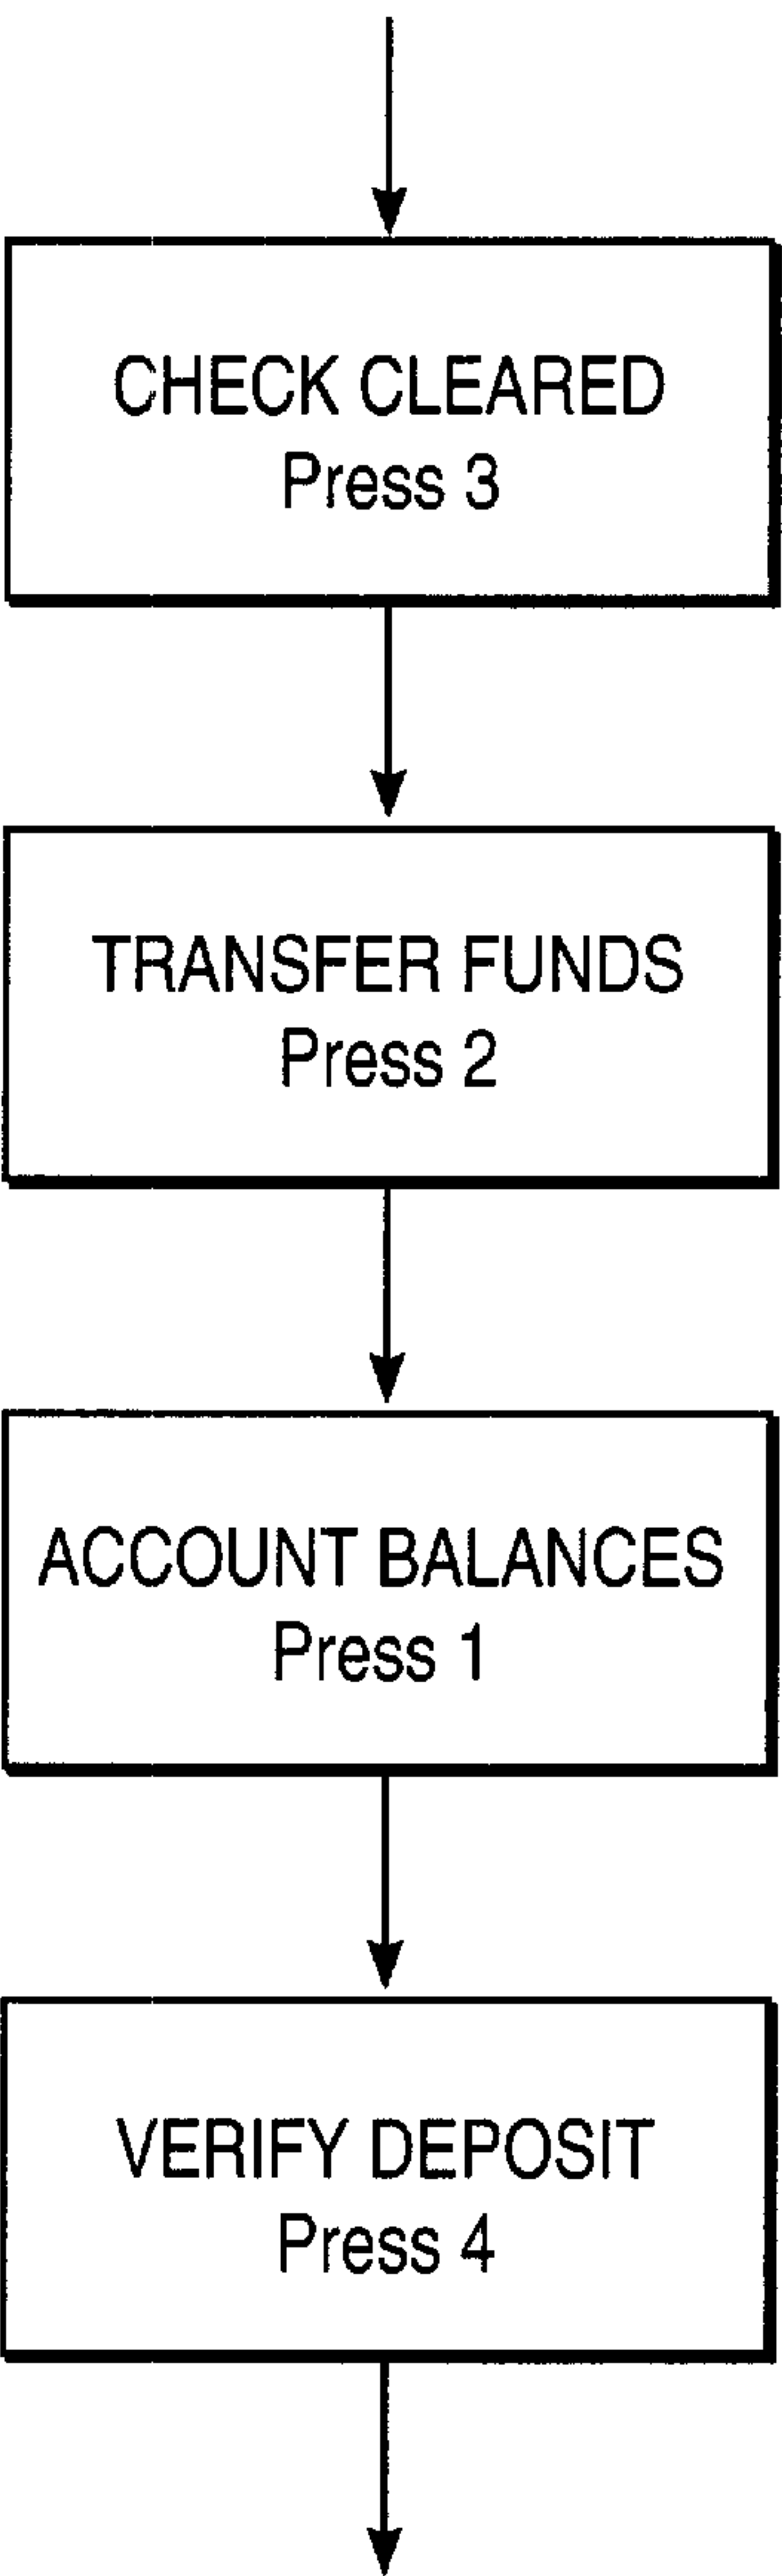 CHECK CLEARED
Press 3
TRANSFER FUNDS
Press 2
ACCOUNT BALANCES
Press 1
VERIFY DEPOSIT
Press 4